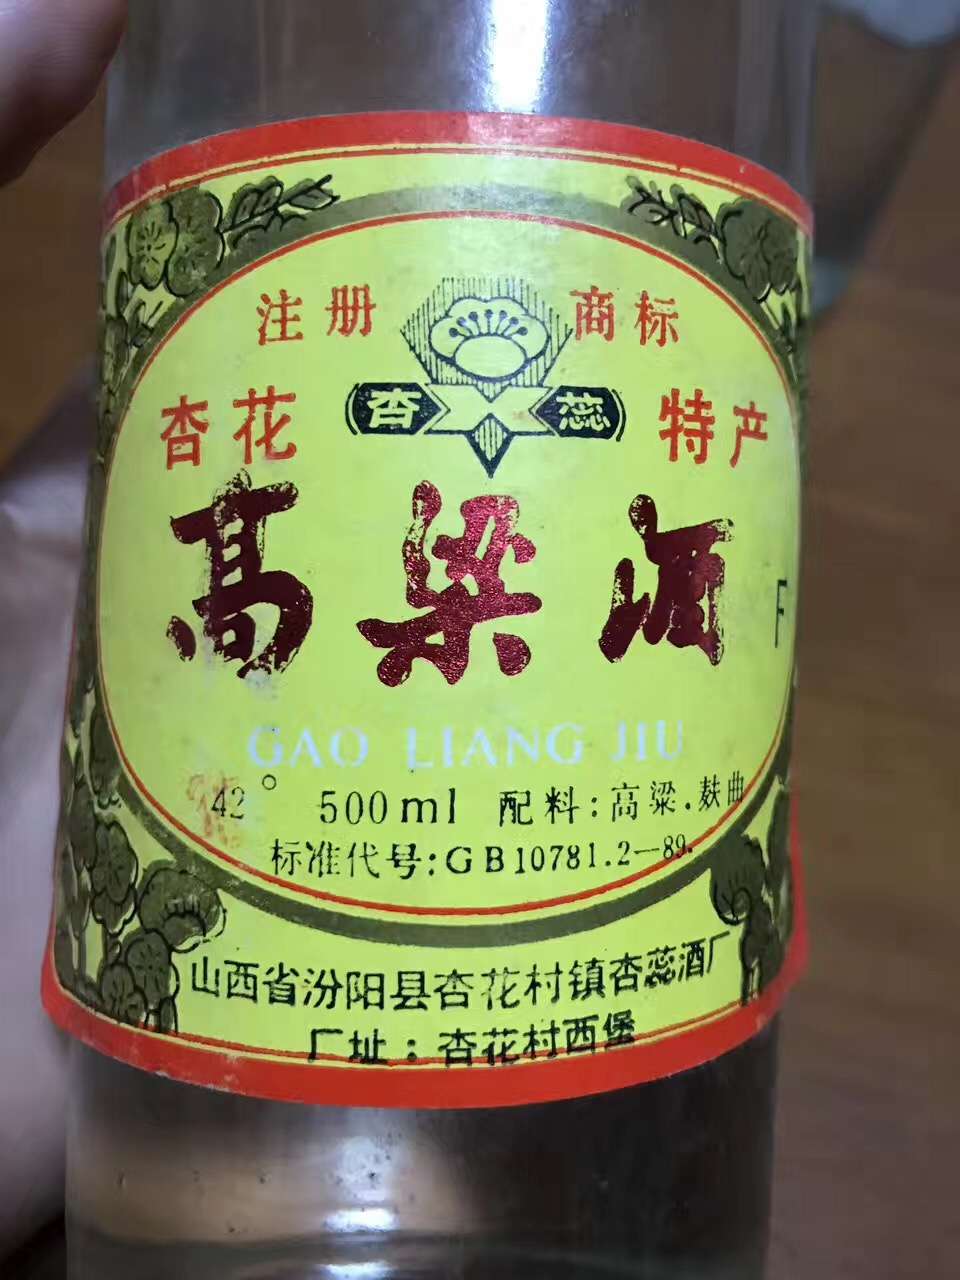 注册 商标
杏 蕊
杏花 特产
高粱酒
F
GAO LIANG JIU
42° 500ml 配料:高粱.麸曲
标准代号:GB10781.2—89.
山西省汾阳县杏花村镇杏蕊酒厂
厂址:杏花村西堡